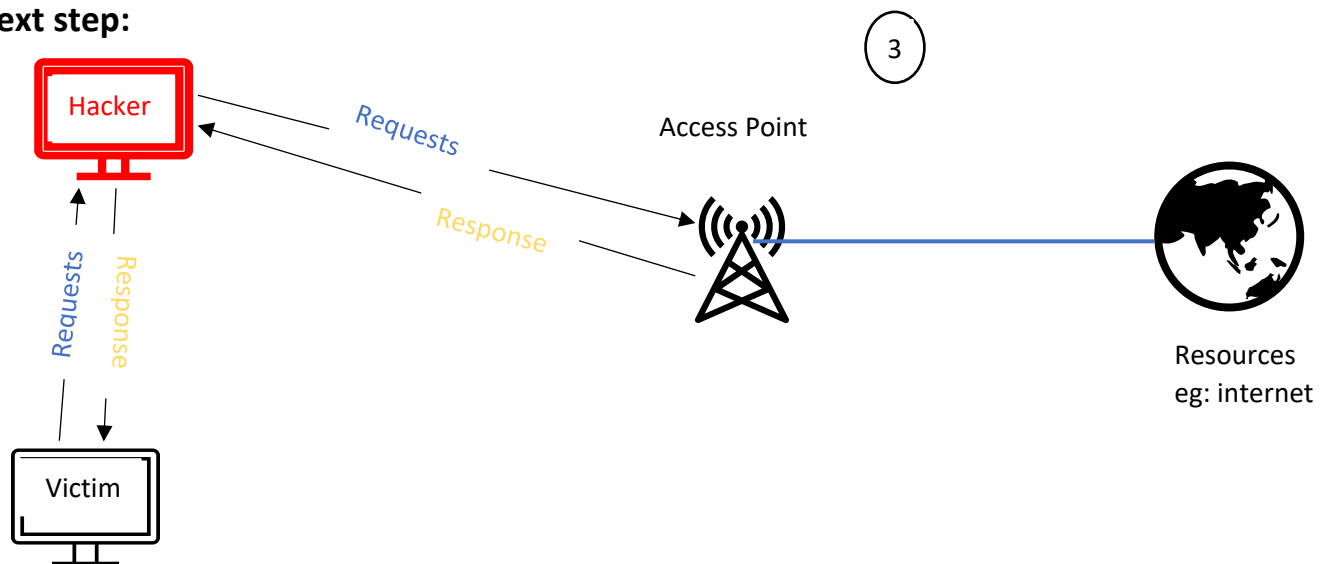 ext step:
3
Hacker
Requests
Access Point
Response
Requests
Response
Resources
eg: internet
Victim